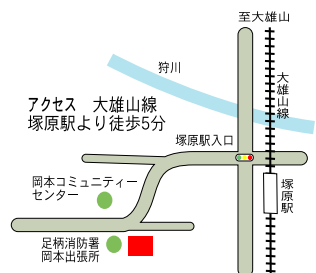 至大雄山
狩川
大雄山線
アクセス　大雄山線
塚原駅より徒歩5分
塚原駅入口
岡本コミュニティー
センター
塚原駅
足柄消防署
岡本出張所